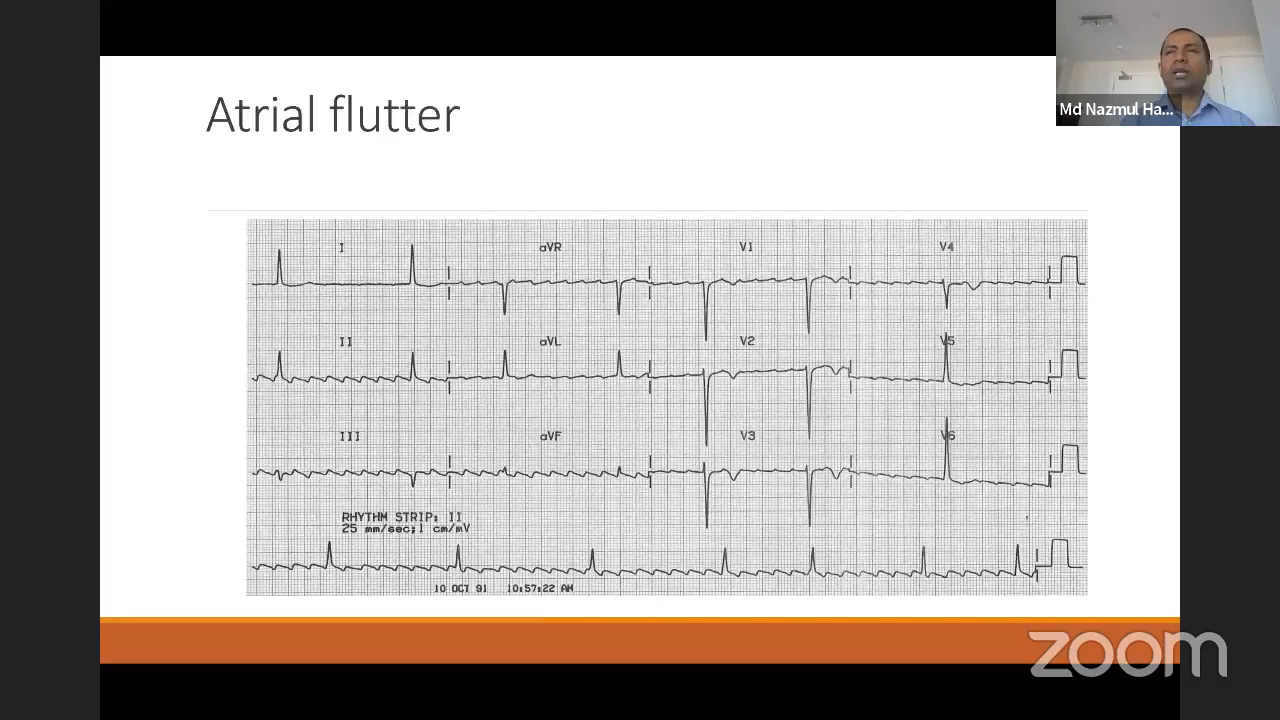 Atrial flutter
Md Nazmul Ha...
I aVR V1 V4
II aVL V2 V5
III aVF V3 V6
RHYTHM STRIP: II
25 mm/sec;1 cm/mV
10 OCT 91 10:57:22 AM
zoom